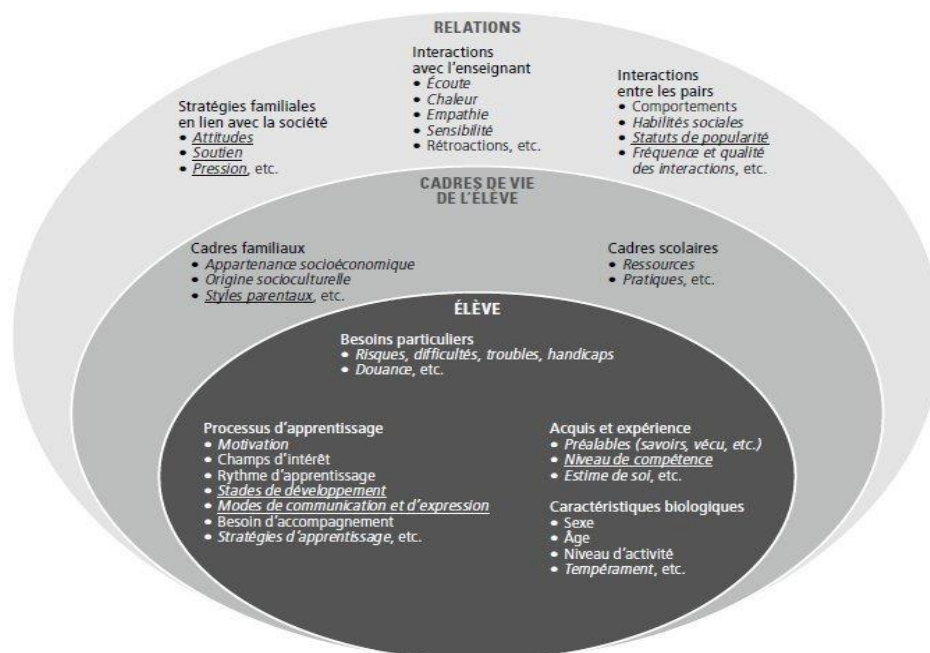 RELATIONS
Interactions
avec l'enseignant
• Écoute
• Chaleur
• Empathie
• Sensibilité
• Rétroactions, etc.
Stratégies familiales
en lien avec la société
• Attitudes
• Soutien
• Pression, etc.
Interactions
entre les pairs
• Comportements
• Habilités sociales
• Statuts de popularité
• Fréquence et qualité
des interactions, etc.
CADRES DE VIE
DE L'ÉLÈVE
Cadres familiaux
• Appartenance socioéconomique
• Origine socioculturelle
• Styles parentaux, etc.
Cadres scolaires
• Ressources
• Pratiques, etc.
ÉLÈVE
Besoins particuliers
• Risques, difficultés, troubles, handicaps
• Douance, etc.
Processus d'apprentissage
• Motivation
• Champs d'intérêt
• Rythme d'apprentissage
• Stades de développement
• Modes de communication et d'expression
• Besoin d'accompagnement
• Stratégies d'apprentissage, etc.
Acquis et expérience
• Préalables (savoirs, vécu, etc.)
• Niveau de compétence
• Estime de soi, etc.
Caractéristiques biologiques
• Sexe
• Âge
• Niveau d'activité
• Tempérament, etc.